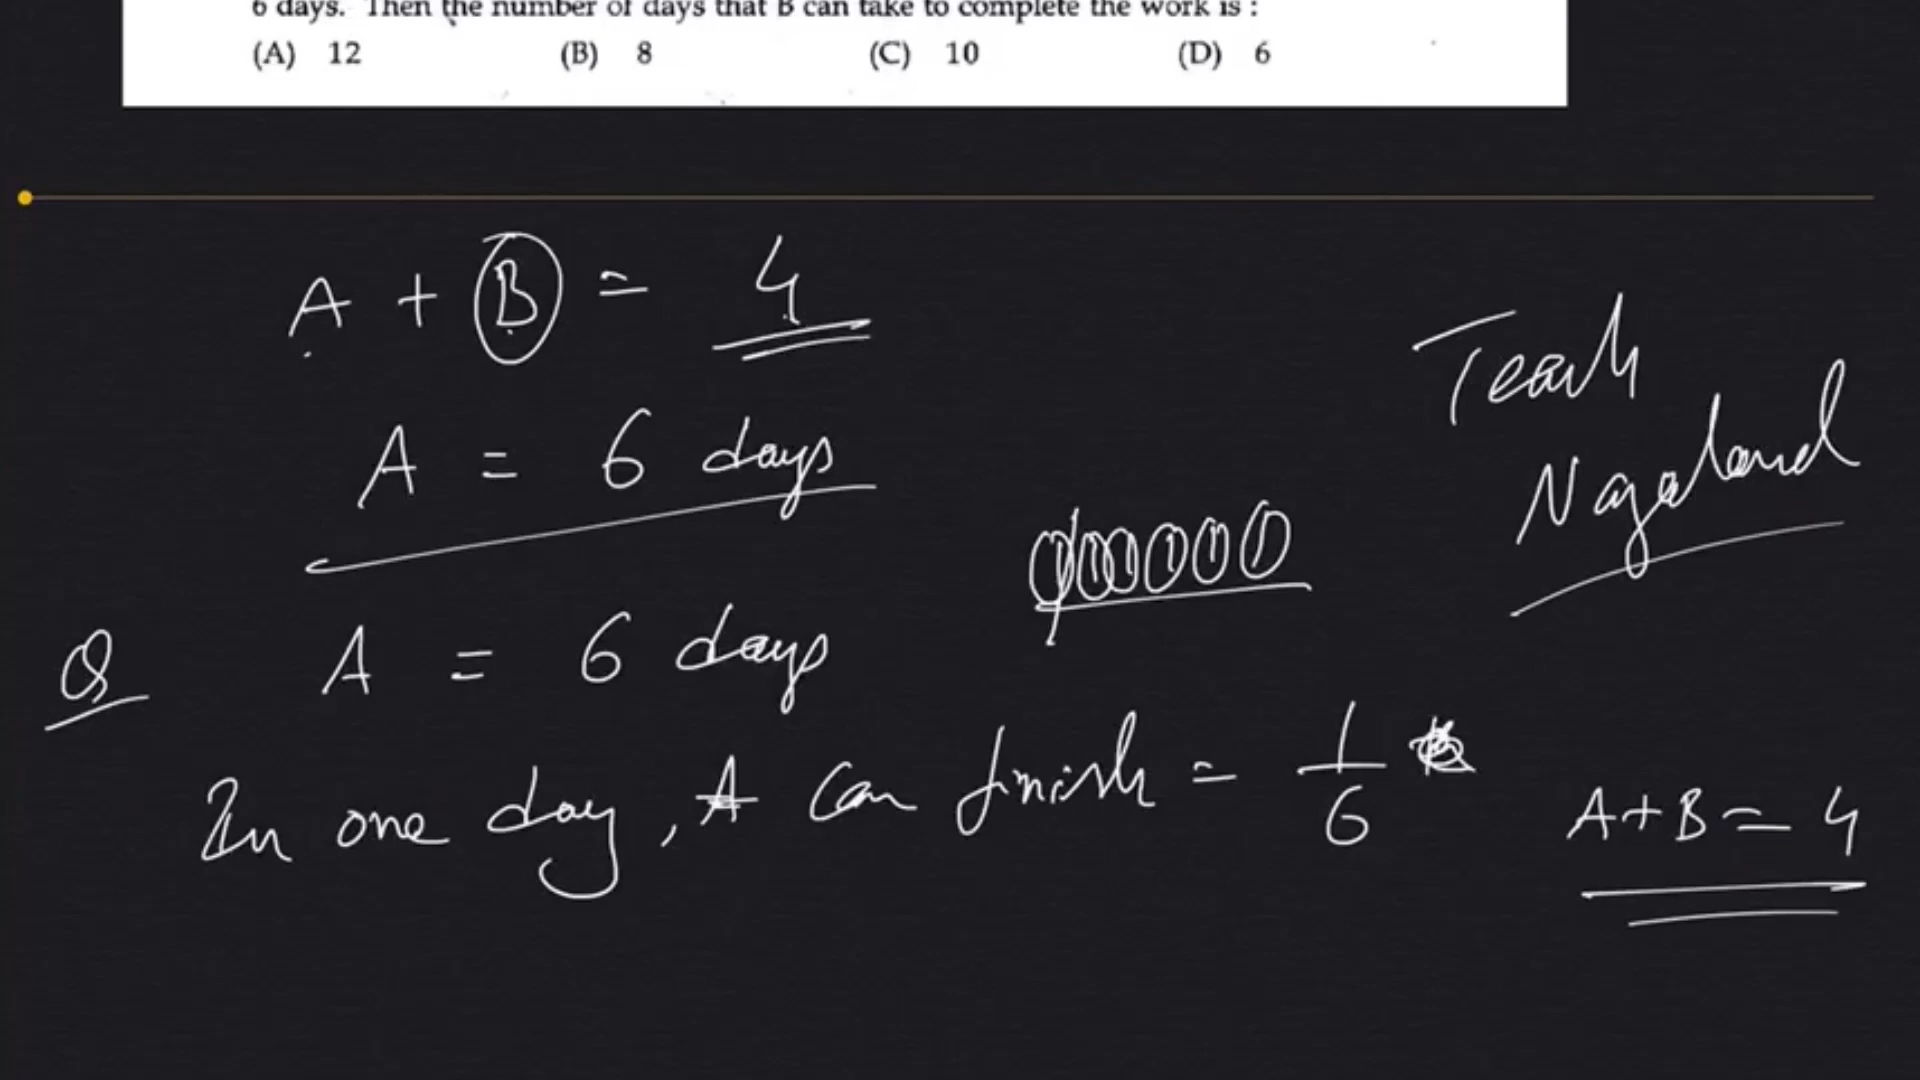 6 days. Then the number of days that B can take to complete the work is :
(A) 12 (B) 8 (C) 10 (D) 6
A + B = 4
A = 6 days
Teach
Nagaland
Q A = 6 days
In one day, A can finish = 1/6
A+B=4